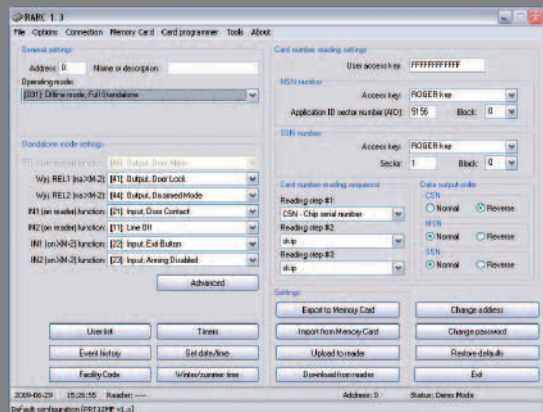 RARC 1.3
File Options Connection Memory Card Card programmer Tools About
General settings
Address: 0 Name or description:
Operating mode:
[001]: Offline mode, Full Standalone
Standalone mode settings
function: [46]: Output, Door Alarm
REL1 (na XM-2): [41]: Output, Door Lock
REL2 (na XM-2): [44]: Output, Disarmed Mode
IN1 (on reader) function: [21]: Input, Door Contact
IN2 (on reader) function: [11]: Line Off
IN1 (on XM-2) function: [22]: Input, Exit Button
IN2 (on XM-2) function: [23]: Input, Arming Disabled
Advanced
User list Timers
Event history Set date/time
Facility Code Winter/summer time
Card number reading settings
User access key: FFFFFFFFFFFF
MSN number
Access key: ROGER key
Application ID sector number (AID): 5156 Block: 0
SSN number
Access key: ROGER key
Sector: 1 Block: 0
Card number reading sequence
Reading step #1:
CSN - Chip serial number
Reading step #2
skip
Reading step #3
skip
Data output order
CSN
Normal Reverse
MSN
Normal Reverse
SSN
Normal Reverse
Settings
Export to Memory Card Change address
Import from Memory Card Change password
Upload to reader Restore defaults
Download from reader Exit
2009-06-29 15:26:55 Reader: --- Address: 0 Status: Demo Mode
Default configuration [PRT12MF v1.x]